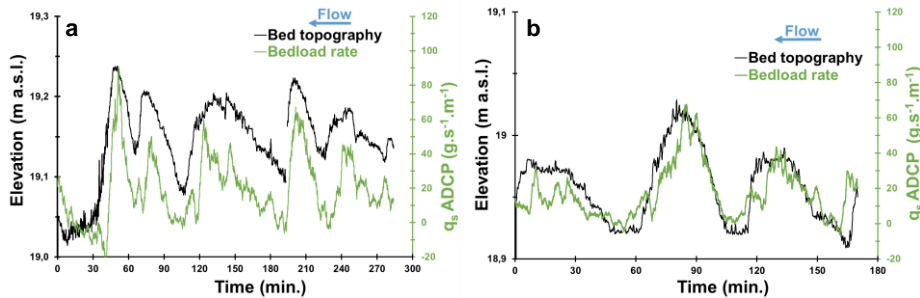 a
Flow
Bed topography
Bedload rate
Elevation (m a.s.l.)
19,3
19,2
19,1
19,0
120
100
80
60
40
20
0
-20
qs ADCP (g.s-1.m-1)
0 30 60 90 120 150 180 210 240 270 300
Time (min.)
b
Flow
Bed topography
Bedload rate
Elevation (m a.s.l.)
19,1
19
18,9
120
100
80
60
40
20
0
-20
qs ADCP (g.s-1.m-1)
0 30 60 90 120 150 180
Time (min.)